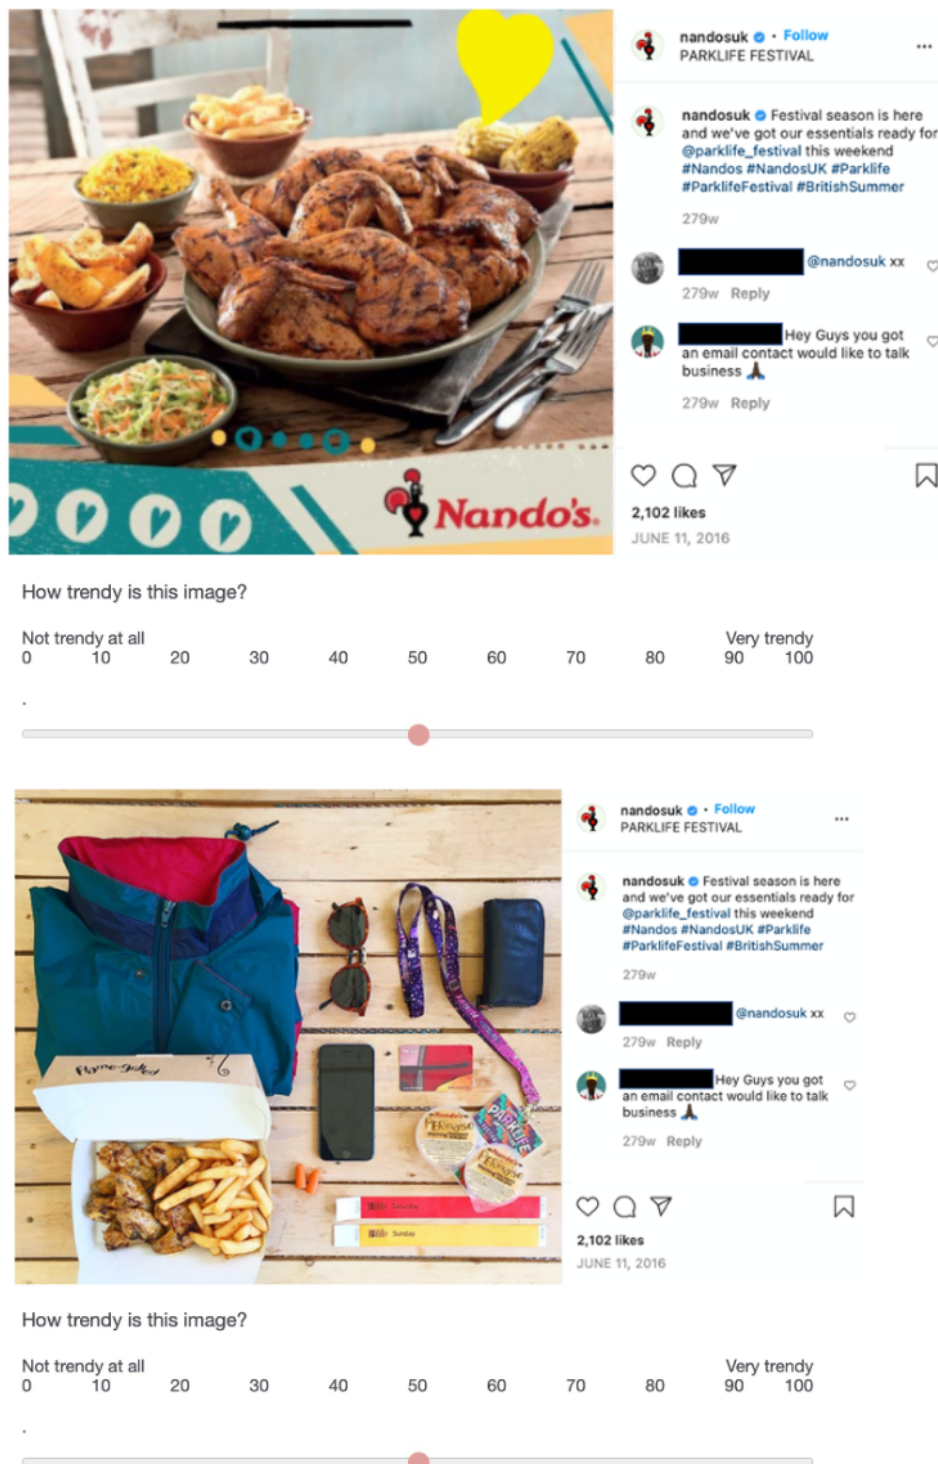 nandosuk • Follow
PARKLIFE FESTIVAL
nandosuk Festival season is here
and we've got our essentials ready for
@parklife_festival this weekend
#Nandos #NandosUK #Parklife
#ParklifeFestival #BritishSummer
279w
@nandosuk xx
279w Reply
Hey Guys you got
an email contact would like to talk
business 🙏🏿
279w Reply
Nando's.
2,102 likes
JUNE 11, 2016
How trendy is this image?
Not trendy at all Very trendy
0 10 20 30 40 50 60 70 80 90 100
.
nandosuk • Follow
PARKLIFE FESTIVAL
nandosuk Festival season is here
and we've got our essentials ready for
@parklife_festival this weekend
#Nandos #NandosUK #Parklife
#ParklifeFestival #BritishSummer
279w
@nandosuk xx
279w Reply
Hey Guys you got
an email contact would like to talk
business 🙏🏿
279w Reply
Flame-grilled
Nando's
PARKLIFE
Nando's
Saturday
Sunday
2,102 likes
JUNE 11, 2016
How trendy is this image?
Not trendy at all Very trendy
0 10 20 30 40 50 60 70 80 90 100
.